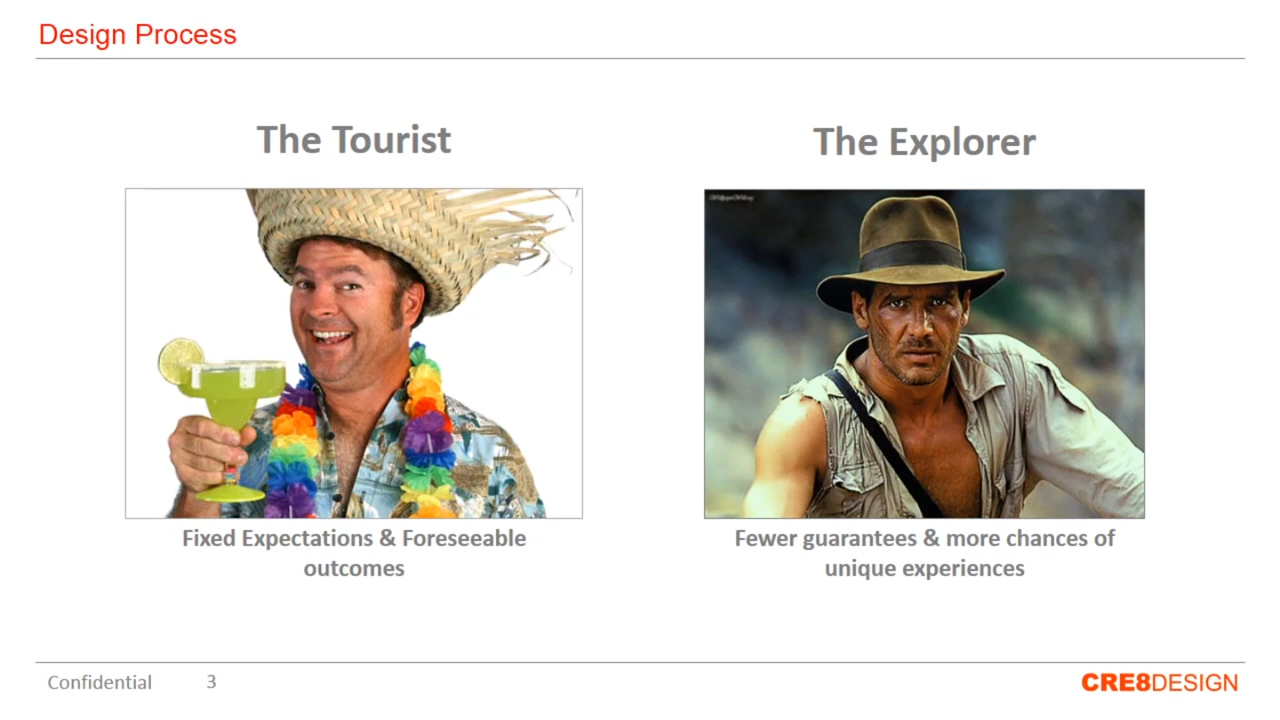 Design Process
The Tourist
The Explorer
Fixed Expectations & Foreseeable
outcomes
Fewer guarantees & more chances of
unique experiences
Confidential
3
CRE8DESIGN